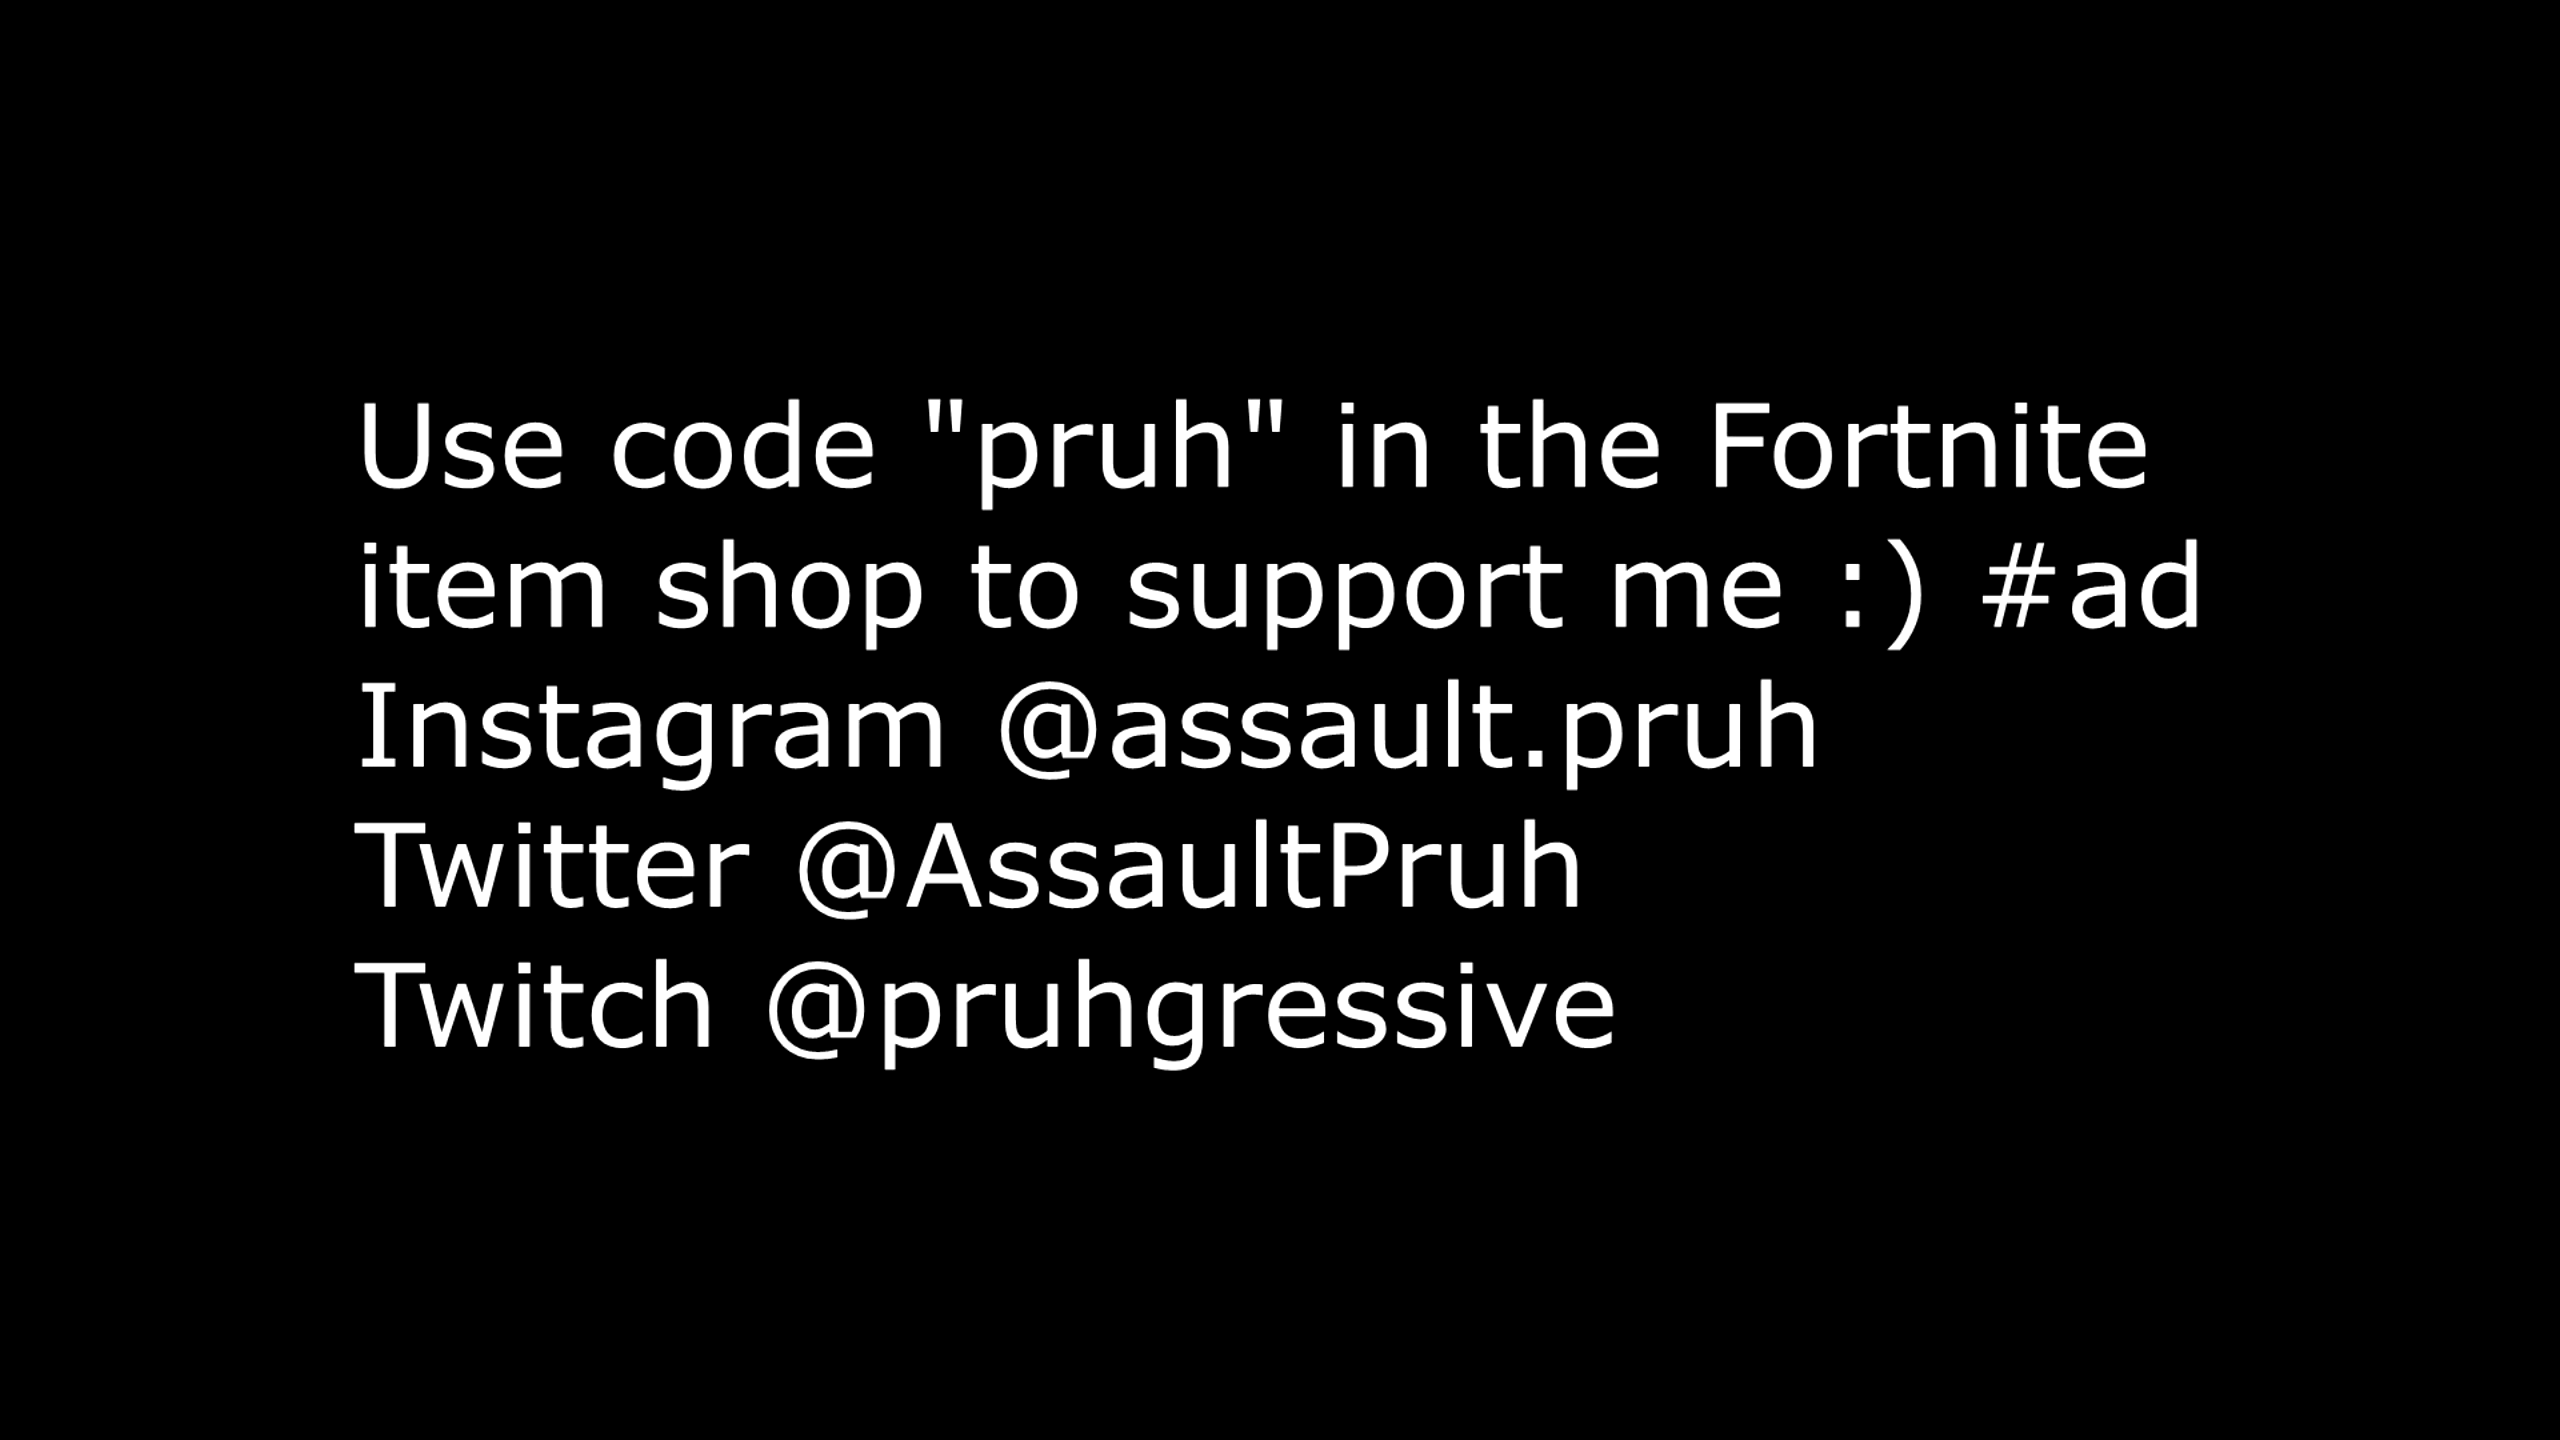 Use code "pruh" in the Fortnite
item shop to support me :) #ad
Instagram @assault.pruh
Twitter @AssaultPruh
Twitch @pruhgressive